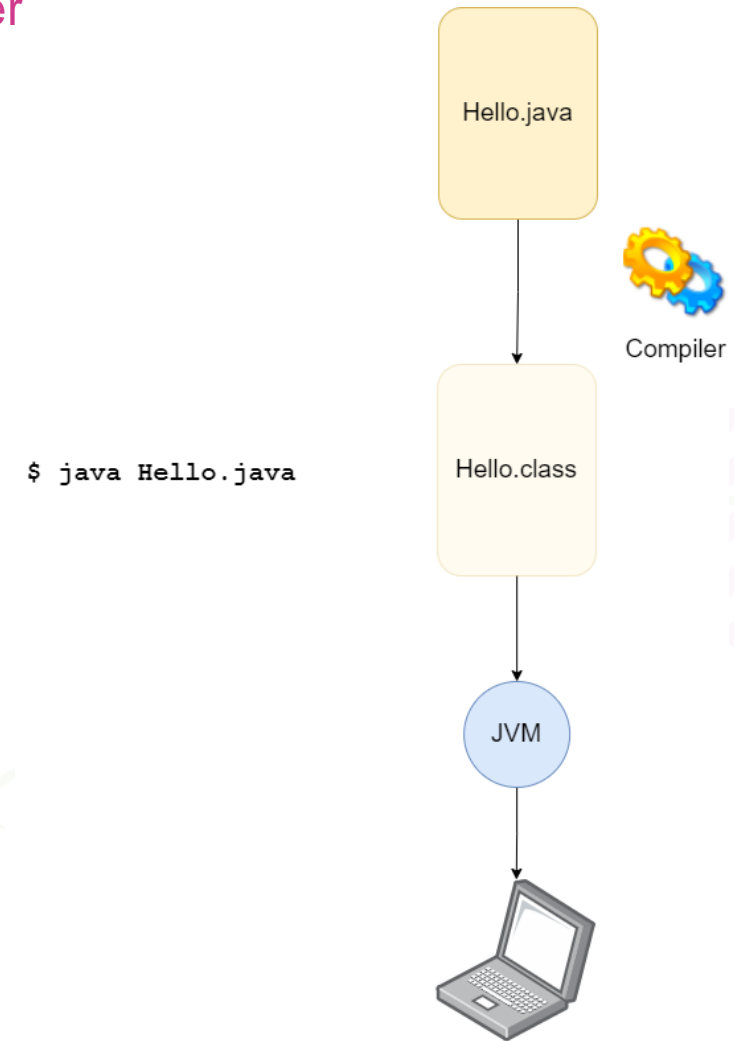 er
Hello.java
Compiler
$ java Hello.java
Hello.class
JVM